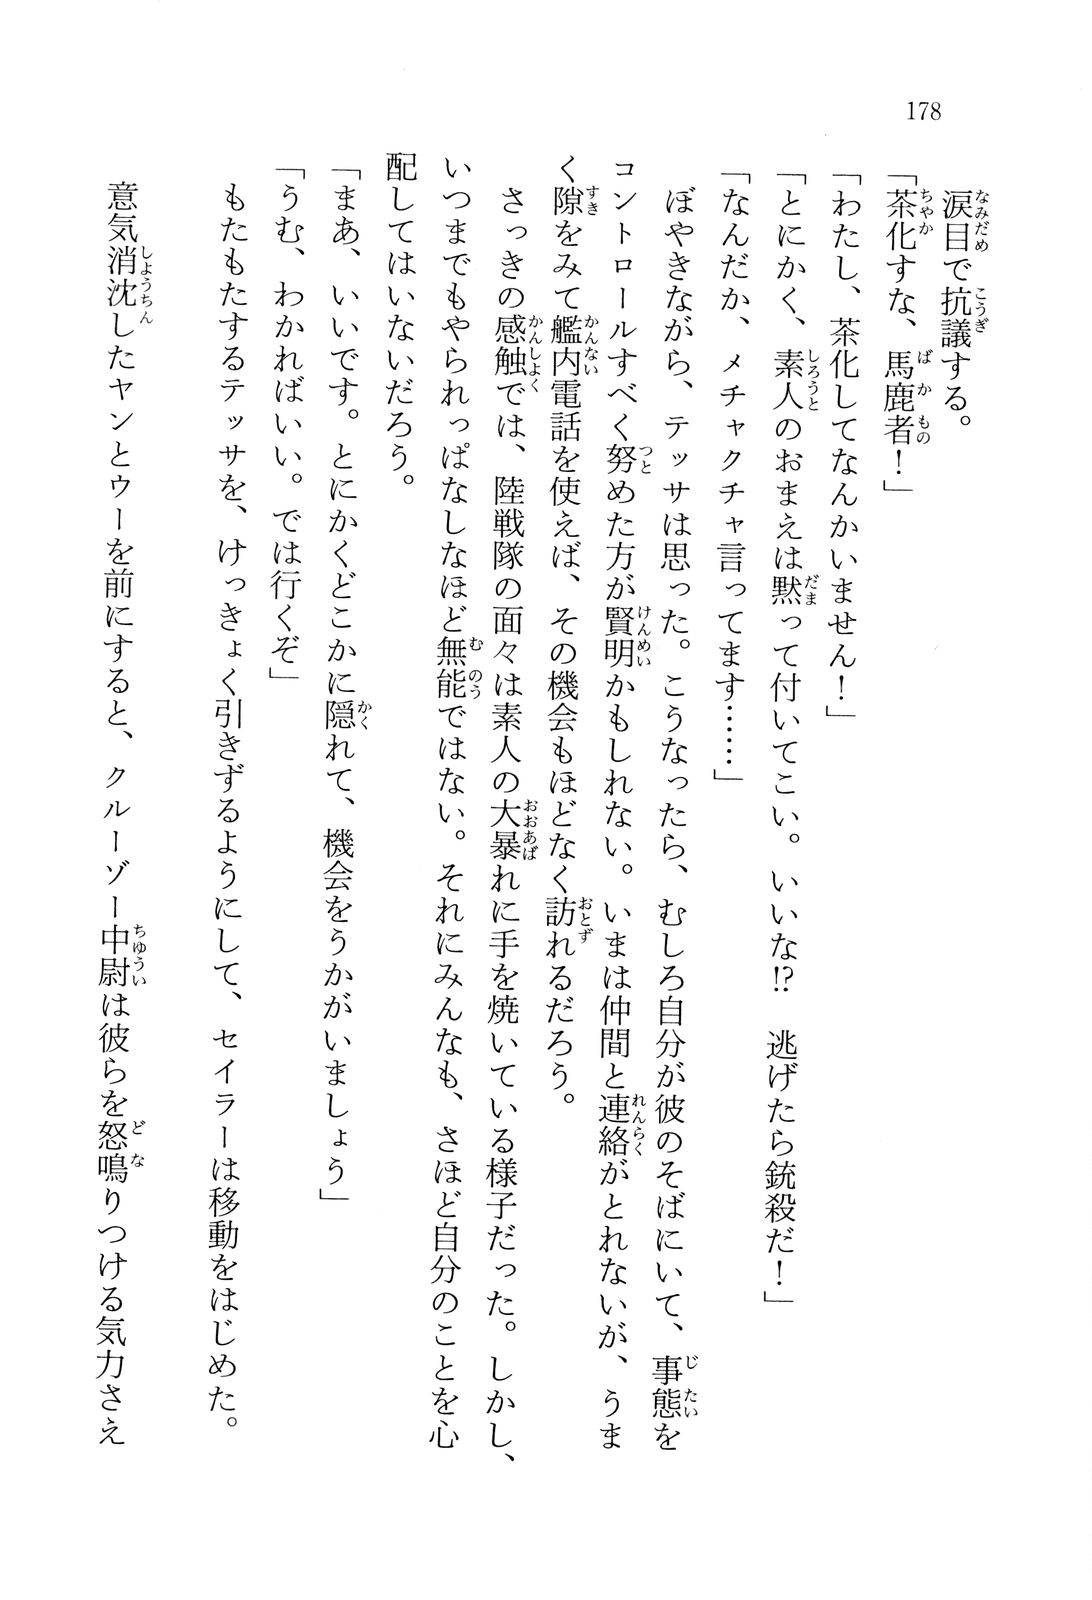 178
涙目で抗議する。
「茶化すな、馬鹿者！」
「わたし、茶化してなんかいません！」
「とにかく、素人のおまえは黙って付いてこい。いいな!?　逃げたら銃殺だ！」
「なんだか、メチャクチャ言ってます……」
ぼやきながら、テッサは思った。こうなったら、むしろ自分が彼のそばにいて、事態を
コントロールすべく努めた方が賢明かもしれない。いまは仲間と連絡がとれないが、うま
く隙をみて艦内電話を使えば、その機会もほどなく訪れるだろう。
さっきの感触では、陸戦隊の面々は素人の大暴れに手を焼いている様子だった。しかし、
いつまでもやられっぱなしなほど無能ではない。それにみんなも、さほど自分のことを心
配してはいないだろう。
「まあ、いいです。とにかくどこかに隠れて、機会をうかがいましょう」
「うむ、わかればいい。では行くぞ」
もたもたするテッサを、けっきょく引きずるようにして、セイラーは移動をはじめた。
意気消沈したヤンとウーを前にすると、クルーゾー中尉は彼らを怒鳴りつける気力さえ